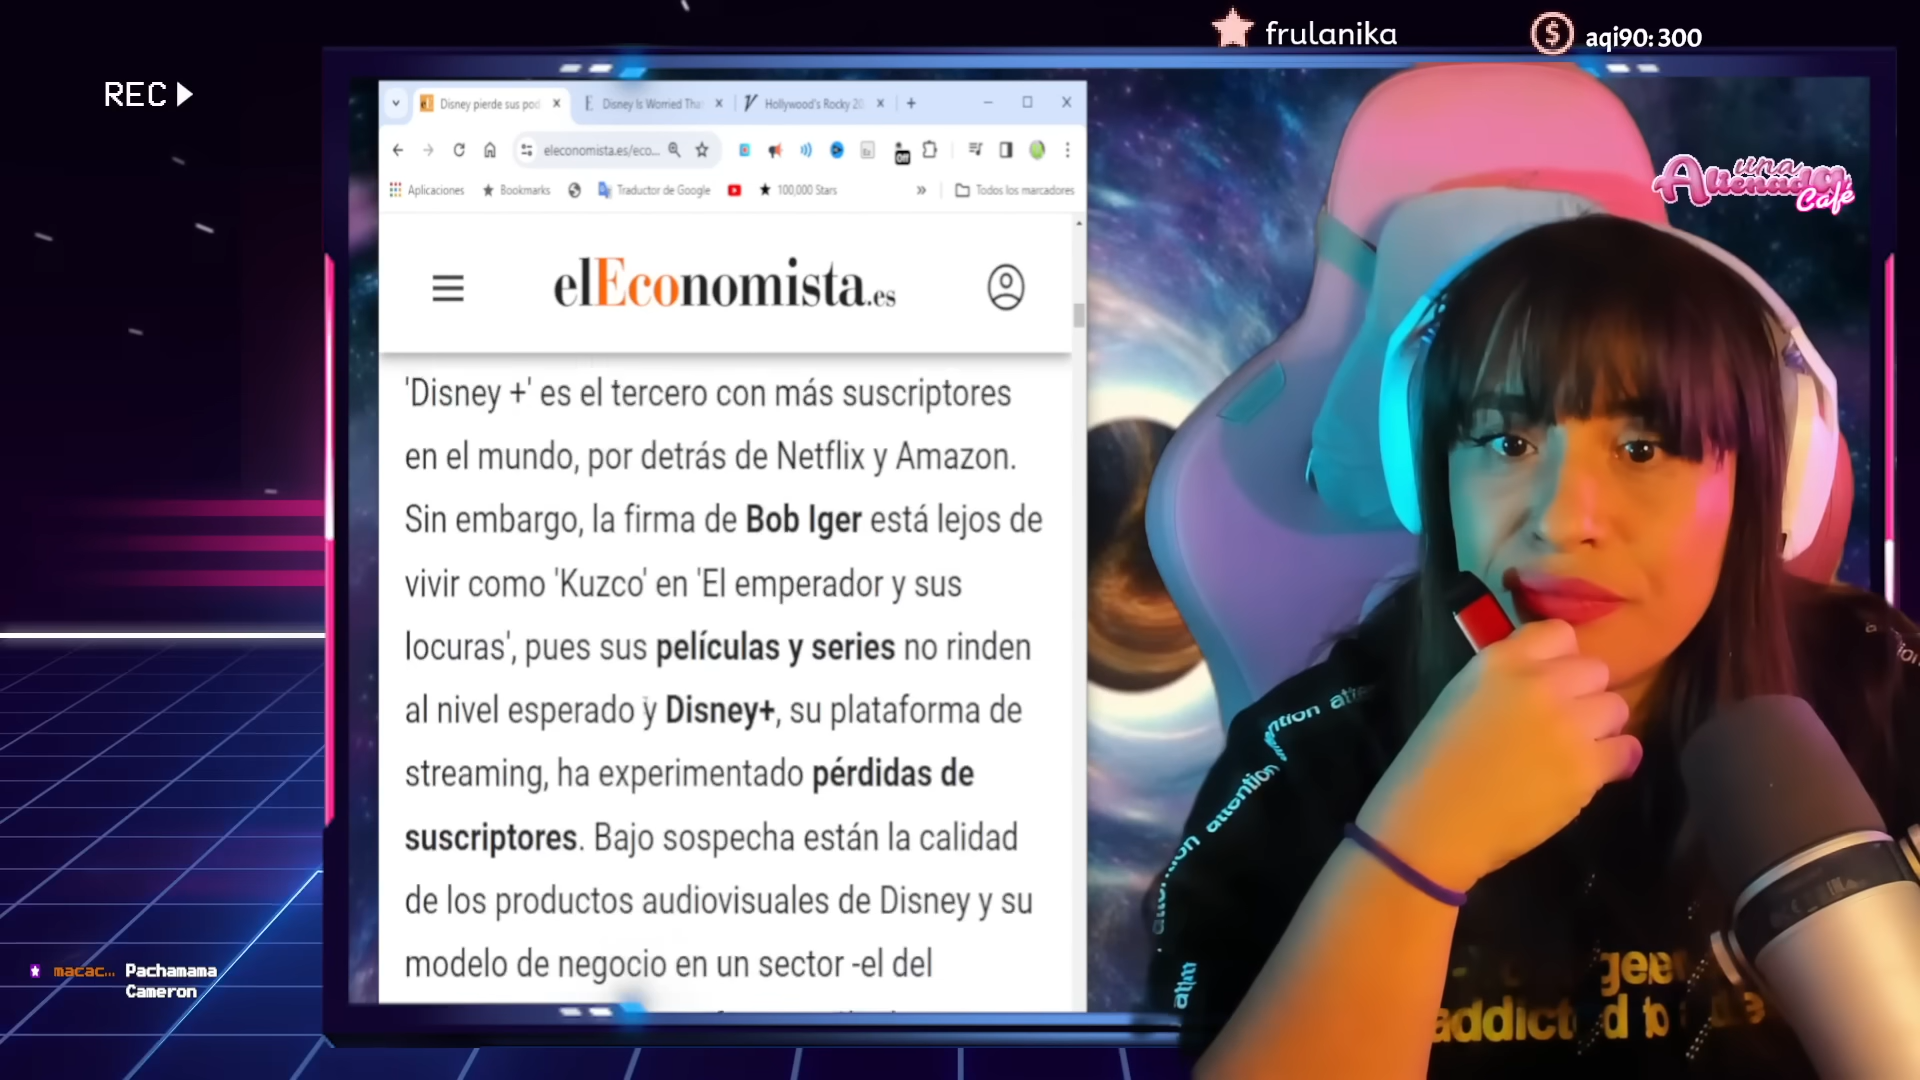 frulanika
aqi90: 300
REC
Disney pierde sus pod
Disney Is Worried Tha
Hollywood's Rocky 20
eleconomista.es/eco...
Off
Aplicaciones
Bookmarks
Traductor de Google
100,000 Stars
»
Todos los marcadores
una
Alienada
Café
elEconomista.es
'Disney +' es el tercero con más suscriptores
en el mundo, por detrás de Netflix y Amazon.
Sin embargo, la firma de Bob Iger está lejos de
vivir como 'Kuzco' en 'El emperador y sus
locuras', pues sus películas y series no rinden
al nivel esperado y Disney+, su plataforma de
streaming, ha experimentado pérdidas de
suscriptores. Bajo sospecha están la calidad
de los productos audiovisuales de Disney y su
modelo de negocio en un sector -el del
attention
addict d to
macac... Pachamama
Cameron